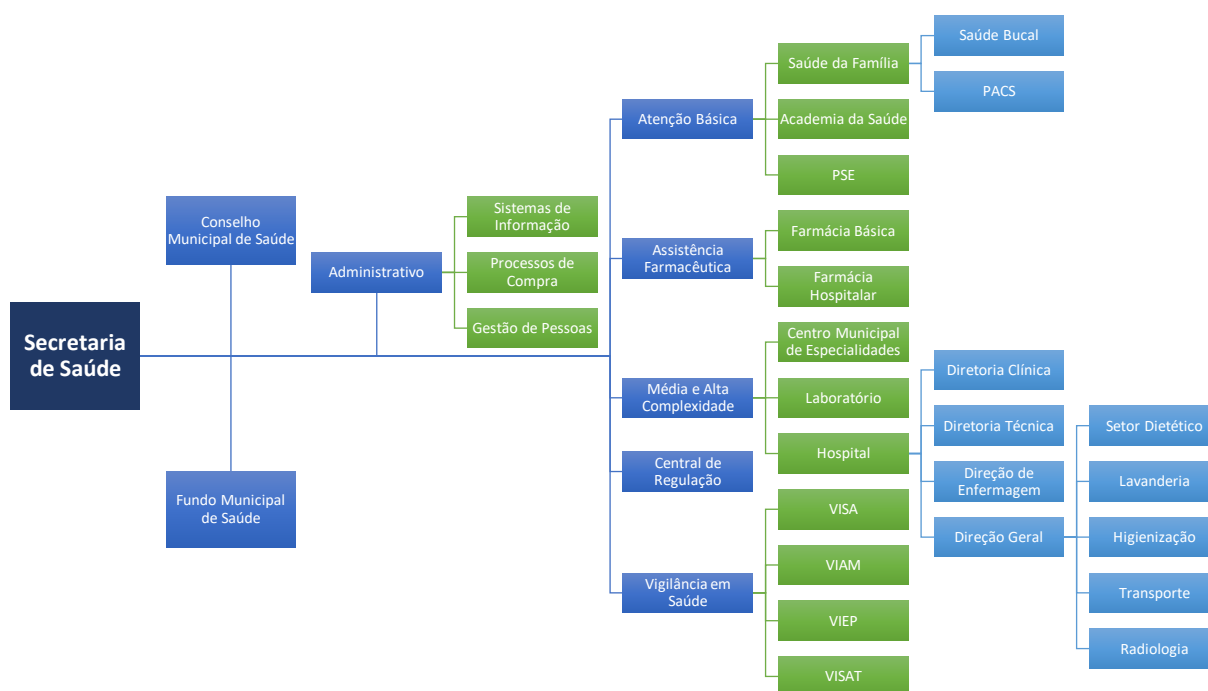 Secretaria
de Saúde
Conselho
Municipal de Saúde
Fundo Municipal
de Saúde
Administrativo
Sistemas de
Informação
Processos de
Compra
Gestão de Pessoas
Atenção Básica
Saúde da Família
Saúde Bucal
PACS
Academia da Saúde
PSE
Assistência
Farmacêutica
Farmácia Básica
Farmácia
Hospitalar
Média e Alta
Complexidade
Centro Municipal
de Especialidades
Laboratório
Hospital
Diretoria Clínica
Diretoria Técnica
Direção de
Enfermagem
Direção Geral
Setor Dietético
Lavanderia
Higienização
Transporte
Radiologia
Central de
Regulação
Vigilância em
Saúde
VISA
VIAM
VIEP
VISAT